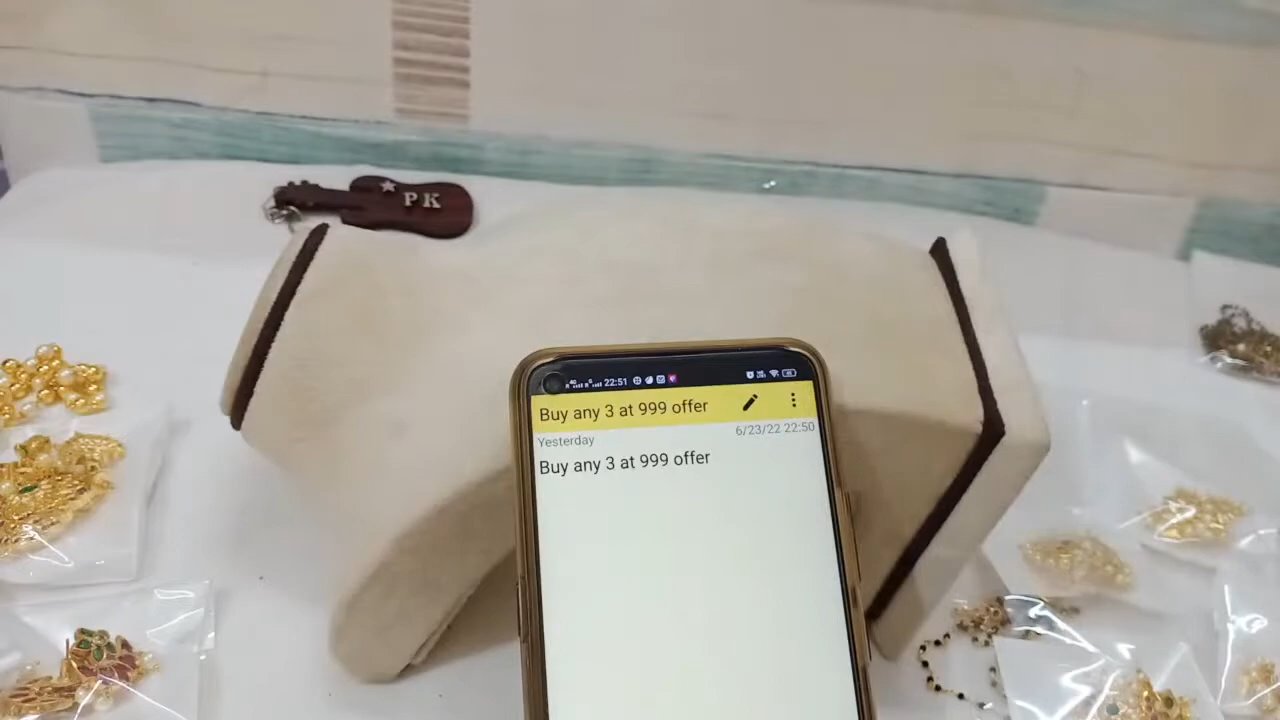 PK
22:51
Buy any 3 at 999 offer
Yesterday 6/23/22 22:50
Buy any 3 at 999 offer